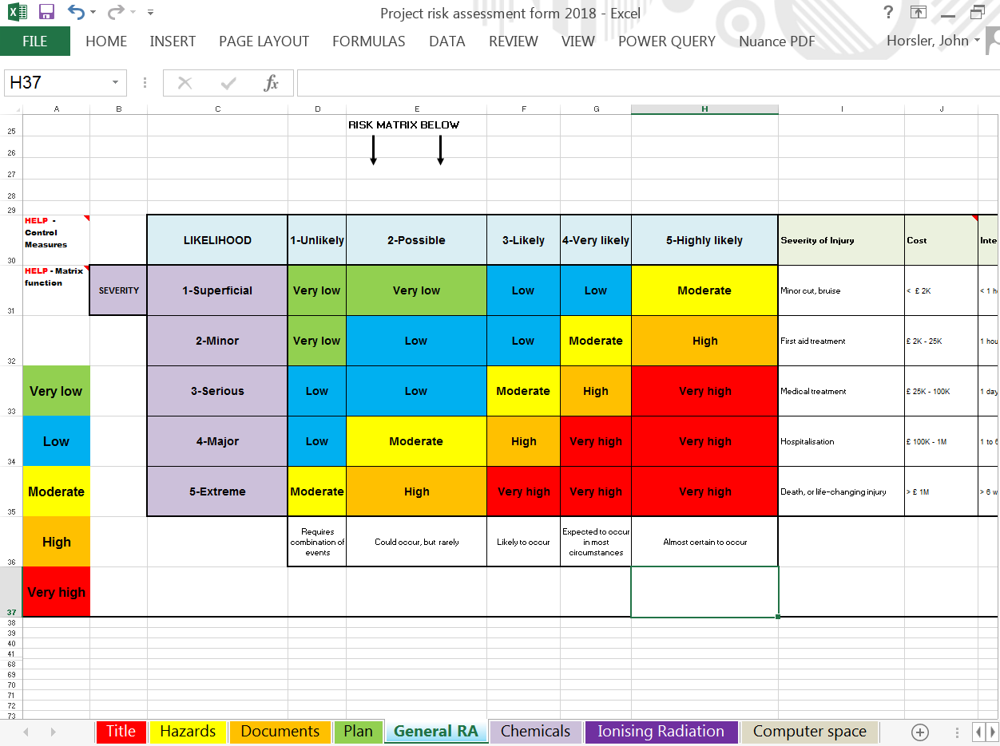 Project risk assessment form 2018 - Excel
?
FILE HOME INSERT PAGE LAYOUT FORMULAS DATA REVIEW VIEW POWER QUERY Nuance PDF Horsler, John
H37 fx
A B C D E F G H I J
25 RISK MATRIX BELOW
26
27
28
29
30 HELP - Control Measures LIKELIHOOD 1-Unlikely 2-Possible 3-Likely 4-Very likely 5-Highly likely Severity of Injury Cost Inte
31 HELP - Matrix function SEVERITY 1-Superficial Very low Very low Low Low Moderate Minor cut, bruise < £ 2K < 1 h
32 2-Minor Very low Low Low Moderate High First aid treatment £ 2K - 25K 1 hou
33 Very low 3-Serious Low Low Moderate High Very high Medical treatment £ 25K - 100K 1 day
34 Low 4-Major Low Moderate High Very high Very high Hospitalisation £ 100K - 1M 1 to 6
35 Moderate 5-Extreme Moderate High Very high Very high Very high Death, or life-changing injury > £ 1M > 6 w
36 High Requires combination of events Could occur, but rarely Likely to occur Expected to occur in most circumstances Almost certain to occur
37 Very high
38
39
40
41
68
69
70
71
72
73
Title Hazards Documents Plan General RA Chemicals Ionising Radiation Computer space